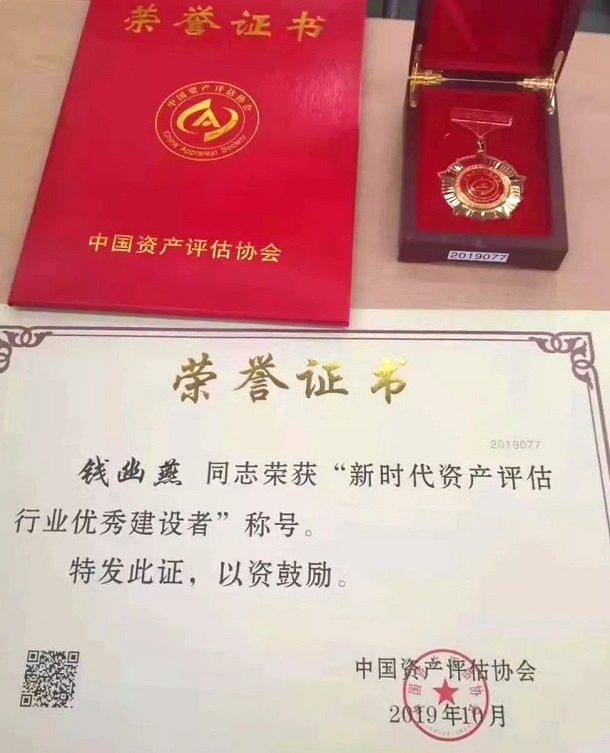 荣誉证书
中国资产评估协会
China Appraisal Society
中国资产评估协会
2019077
荣誉证书
2019077
钱幽燕 同志荣获“新时代资产评估
行业优秀建设者”称号。
特发此证，以资鼓励。
中国资产评估协会
2019年10月